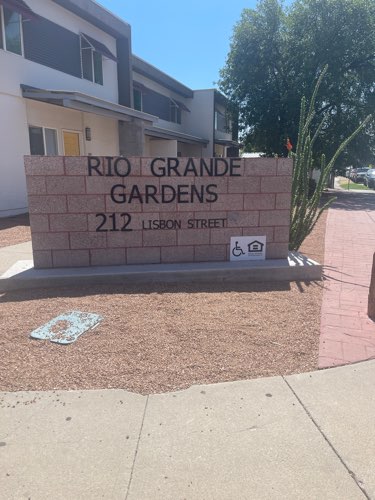 RIO GRANDE
GARDENS
212 LISBON STREET